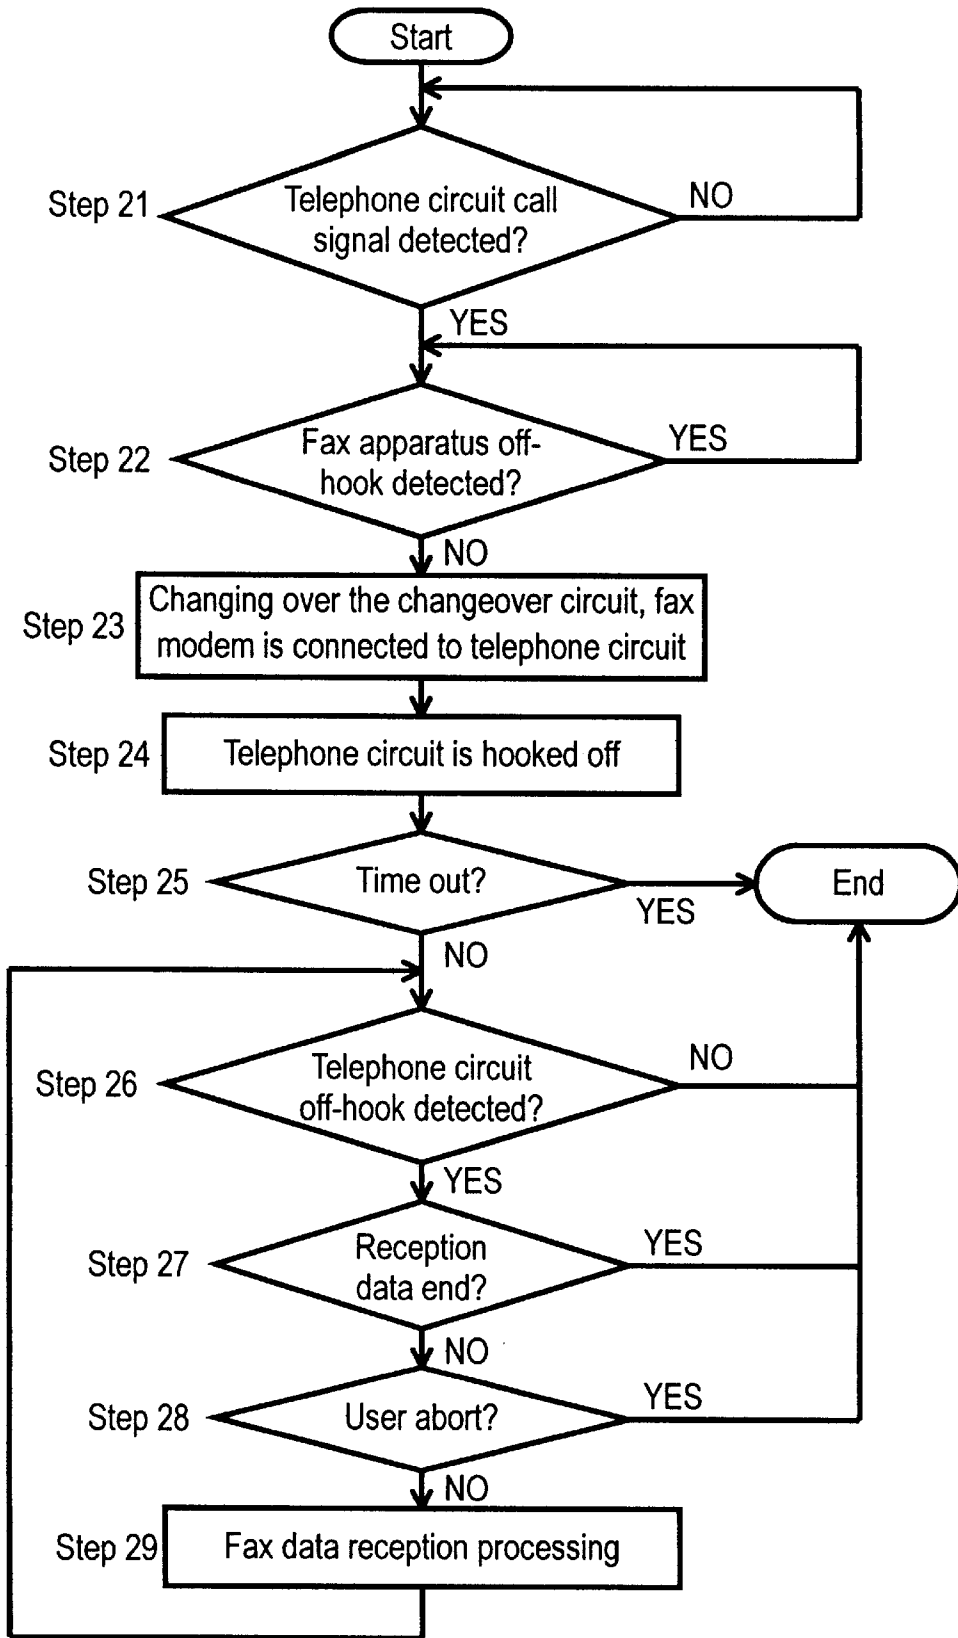 Start
Step 21
Telephone circuit call
signal detected?
NO
YES
Step 22
Fax apparatus off-
hook detected?
YES
NO
Step 23
Changing over the changeover circuit, fax
modem is connected to telephone circuit
Step 24
Telephone circuit is hooked off
Step 25
Time out?
YES
End
NO
Step 26
Telephone circuit
off-hook detected?
NO
YES
Step 27
Reception
data end?
YES
NO
Step 28
User abort?
YES
NO
Step 29
Fax data reception processing